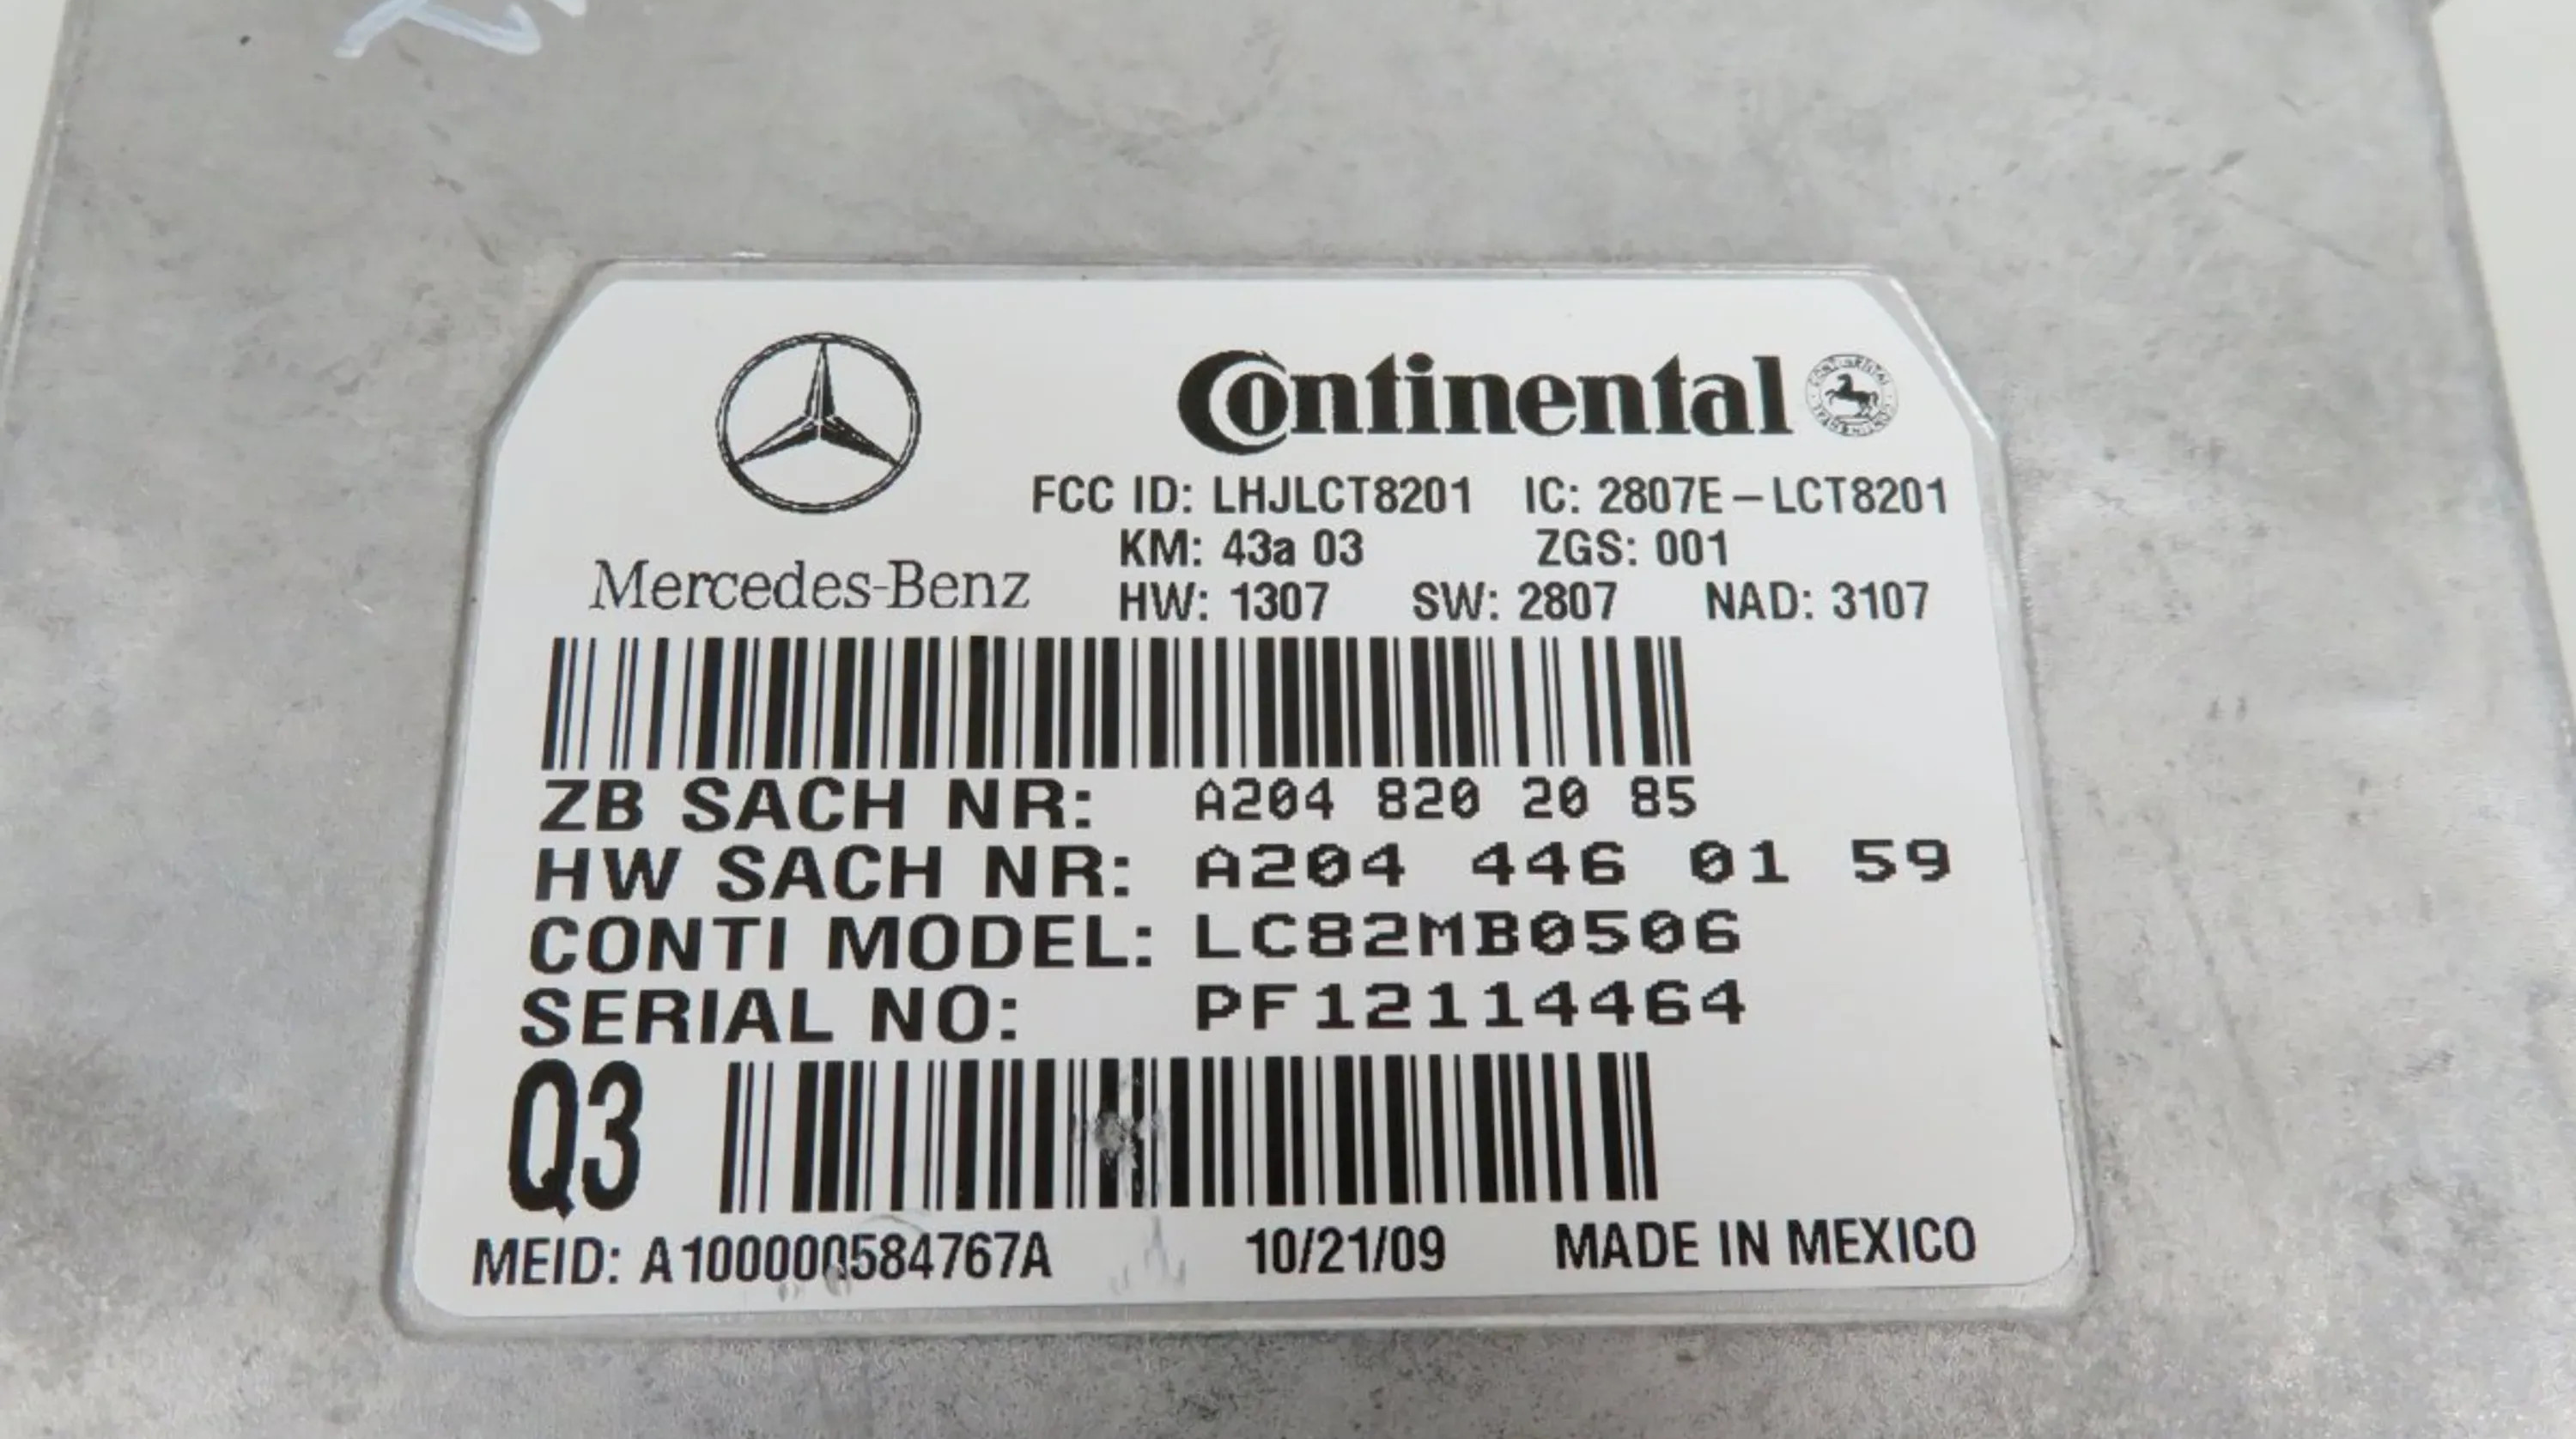 Mercedes-Benz
Continental
FCC ID: LHJLCT8201 IC: 2807E-LCT8201
KM: 43a 03 ZGS: 001
HW: 1307 SW: 2807 NAD: 3107
ZB SACH NR: A204 820 20 85
HW SACH NR: A204 446 01 59
CONTI MODEL: LC82MB0506
SERIAL NO: PF12114464
Q3
MEID: A100000584767A 10/21/09 MADE IN MEXICO